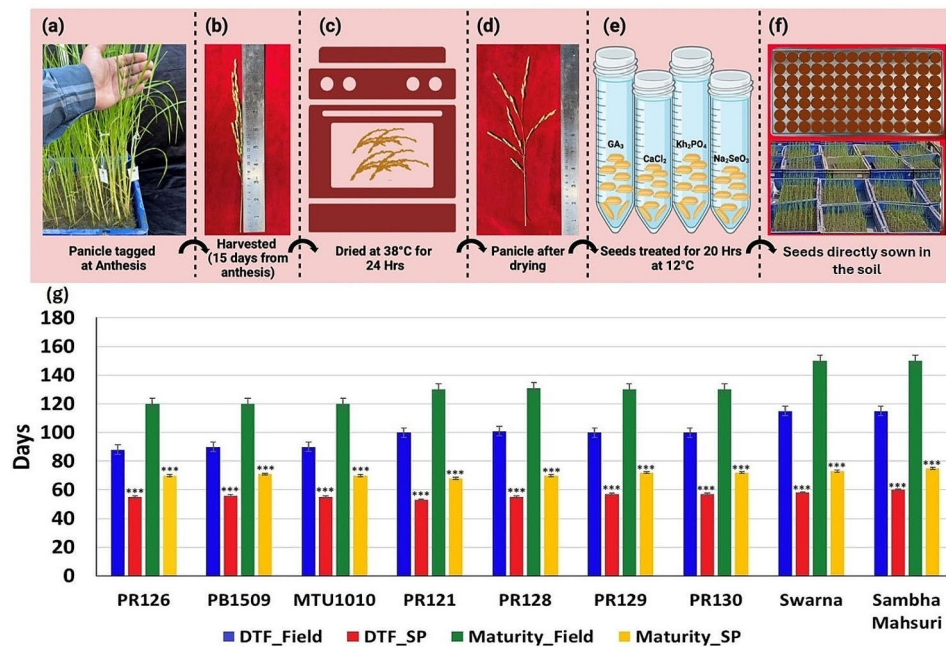 (a)
(b)
(c)
(d)
(e)
(f)
GA₃
CaCl₂
Kh₂PO₄
Na₂SeO₃
Panicle tagged
at Anthesis
Harvested
(15 days from
anthesis)
Dried at 38°C for
24 Hrs
Panicle after
drying
Seeds treated for 20 Hrs
at 12°C
Seeds directly sown in
the soil
(g)
180
160
140
120
100
80
60
40
20
0
Days
*** *** *** *** *** *** *** *** *** *** *** *** *** *** *** *** *** ***
PR126 PB1509 MTU1010 PR121 PR128 PR129 PR130 Swarna Sambha
Mahsuri
DTF_Field DTF_SP Maturity_Field Maturity_SP